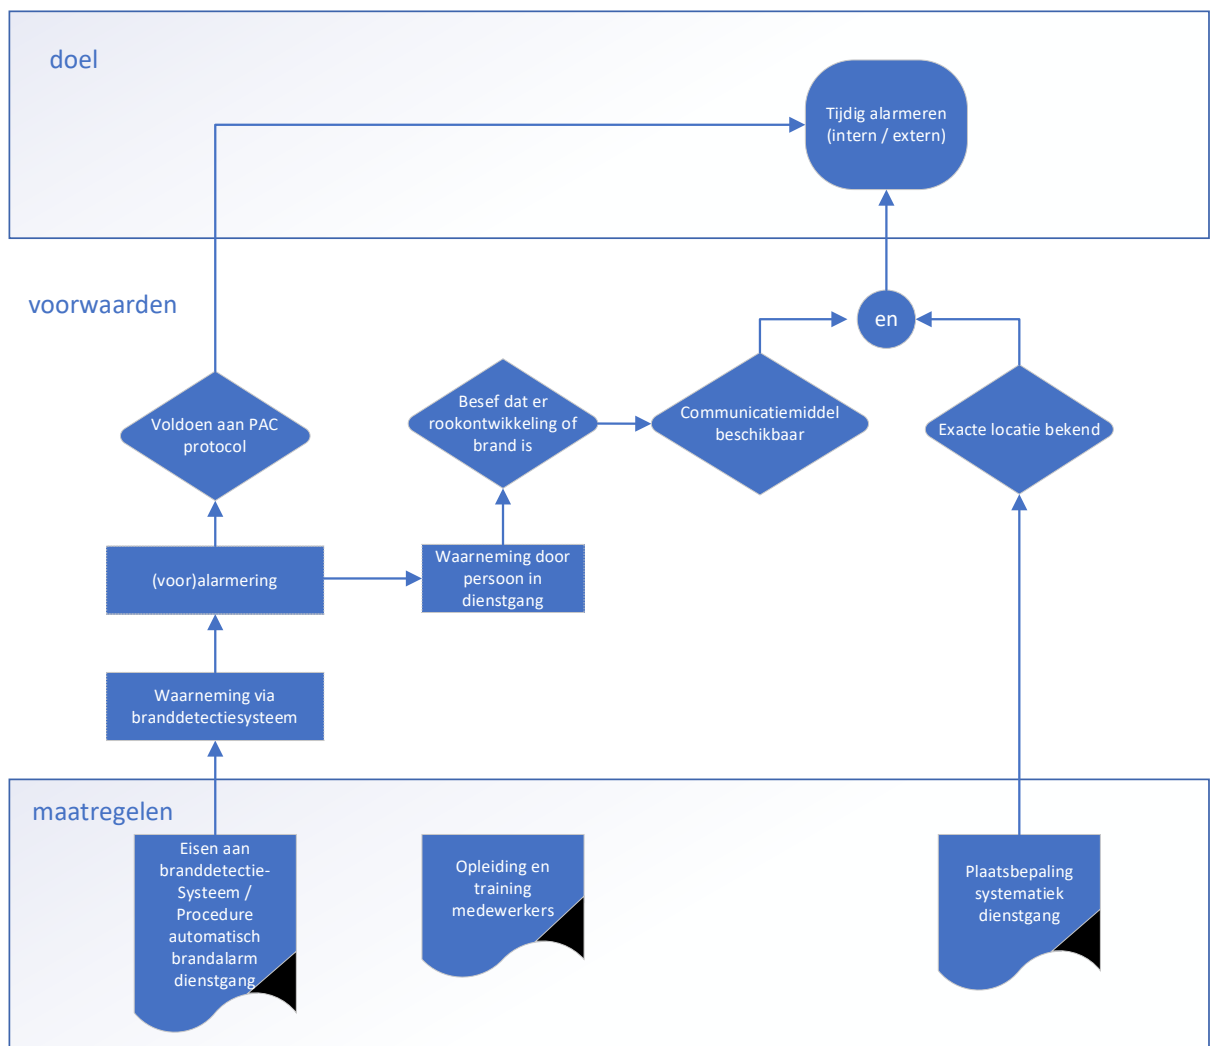 doel
Tijdig alarmeren
(intern / extern)
voorwaarden
en
Voldoen aan PAC
protocol
Besef dat er
rookontwikkeling of
brand is
Communicatiemiddel
beschikbaar
Exacte locatie bekend
(voor)alarmering
Waarneming door
persoon in
dienstgang
Waarneming via
branddetectiesysteem
maatregelen
Eisen aan
branddetectie-
Systeem /
Procedure
automatisch
brandalarm
dienstgang
Opleiding en
training
medewerkers
Plaatsbepaling
systematiek
dienstgang